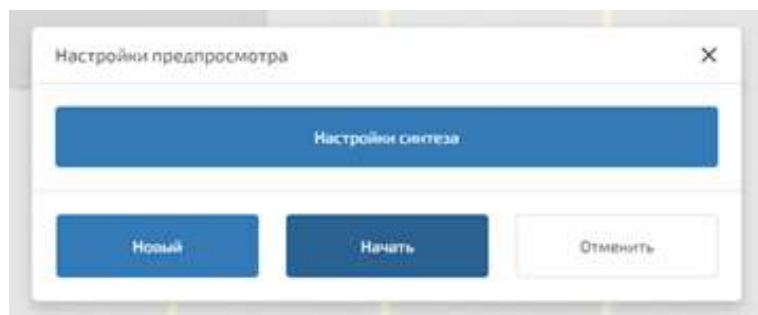 Настройки предпросмотра
Настройки синтеза
Новый
Начать
Отменить